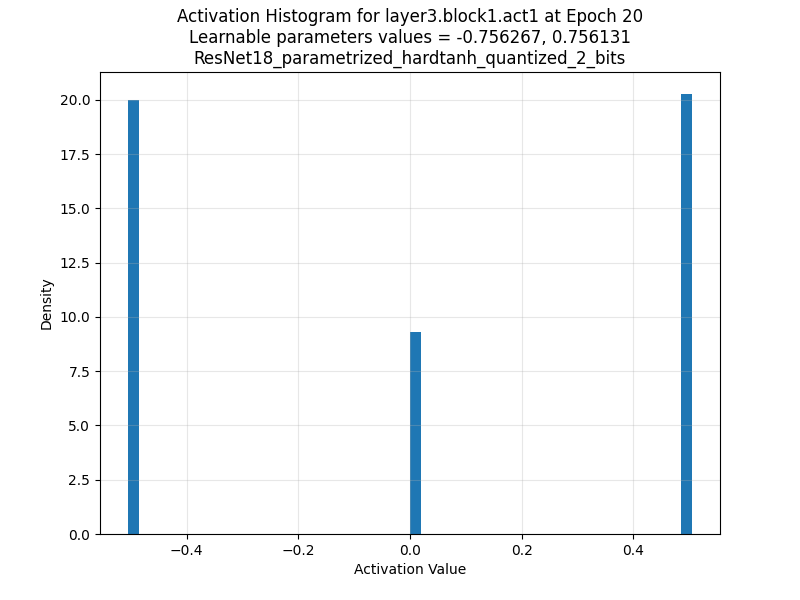 Activation Histogram for layer3.block1.act1 at Epoch 20
Learnable parameters values = -0.756267, 0.756131
ResNet18_parametrized_hardtanh_quantized_2_bits
20.0
17.5
15.0
12.5
10.0
7.5
5.0
2.5
0.0
Density
−0.4
−0.2
0.0
0.2
0.4
Activation Value